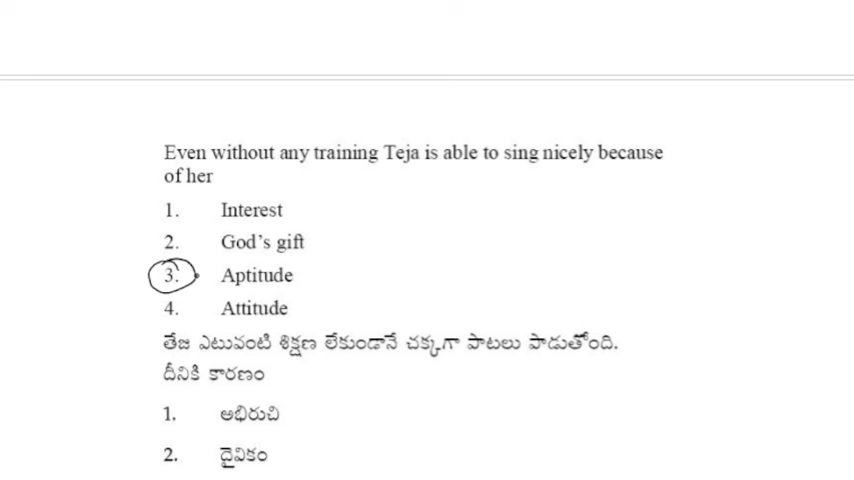 Even without any training Teja is able to sing nicely because
of her
1. Interest
2. God's gift
3. Aptitude
4. Attitude
తేజ ఎటువంటి శిక్షణ లేకుండానే చక్కగా పాటలు పాడుతోంది.
దీనికి కారణం
1. అభిరుచి
2. దైవికం